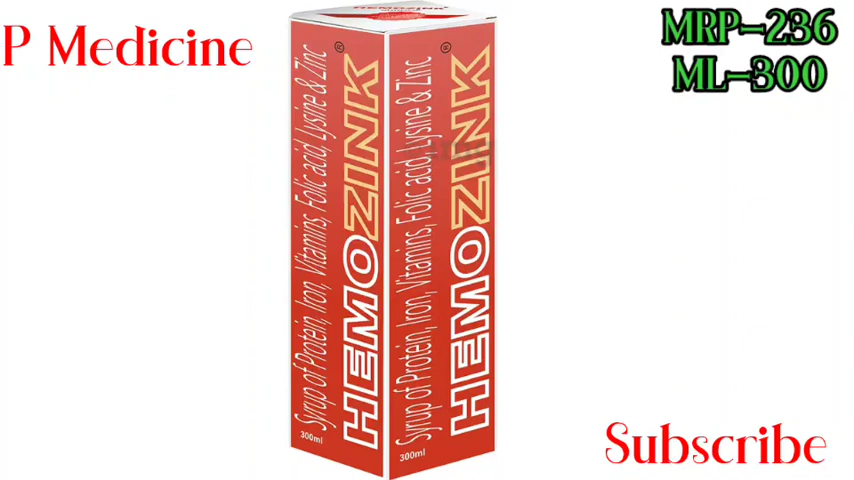 P Medicine
MRP-236
ML-300
HEMOZINK
Syrup of Protein, Iron, Vitamins, Folic acid, Lysine & Zinc
HEMOZINK®
300ml
Syrup of Protein, Iron, Vitamins, Folic acid, Lysine & Zinc
HEMOZINK®
300ml
Subscribe